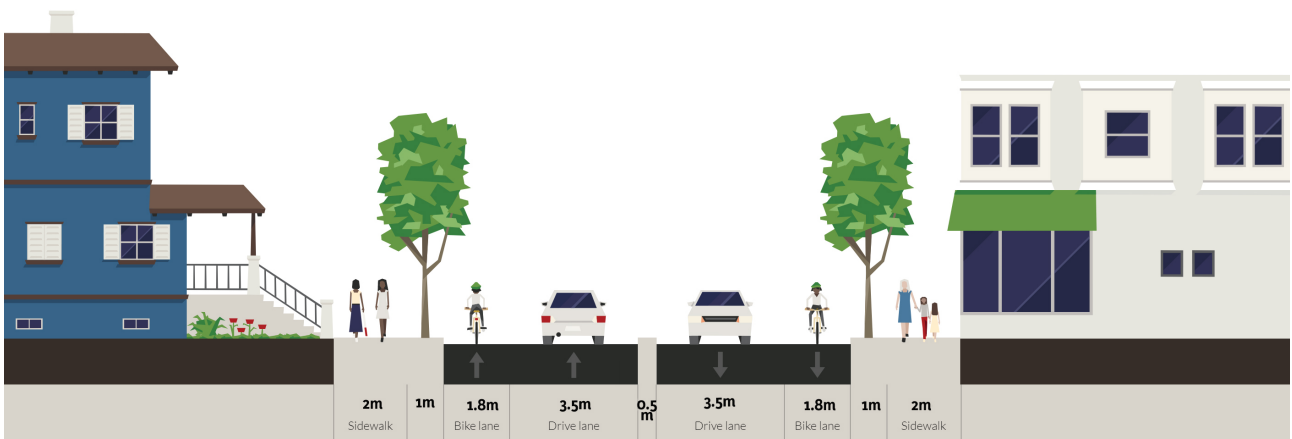 2m
Sidewalk
1m
1.8m
Bike lane
3.5m
Drive lane
0.5
m
3.5m
Drive lane
1.8m
Bike lane
1m
2m
Sidewalk